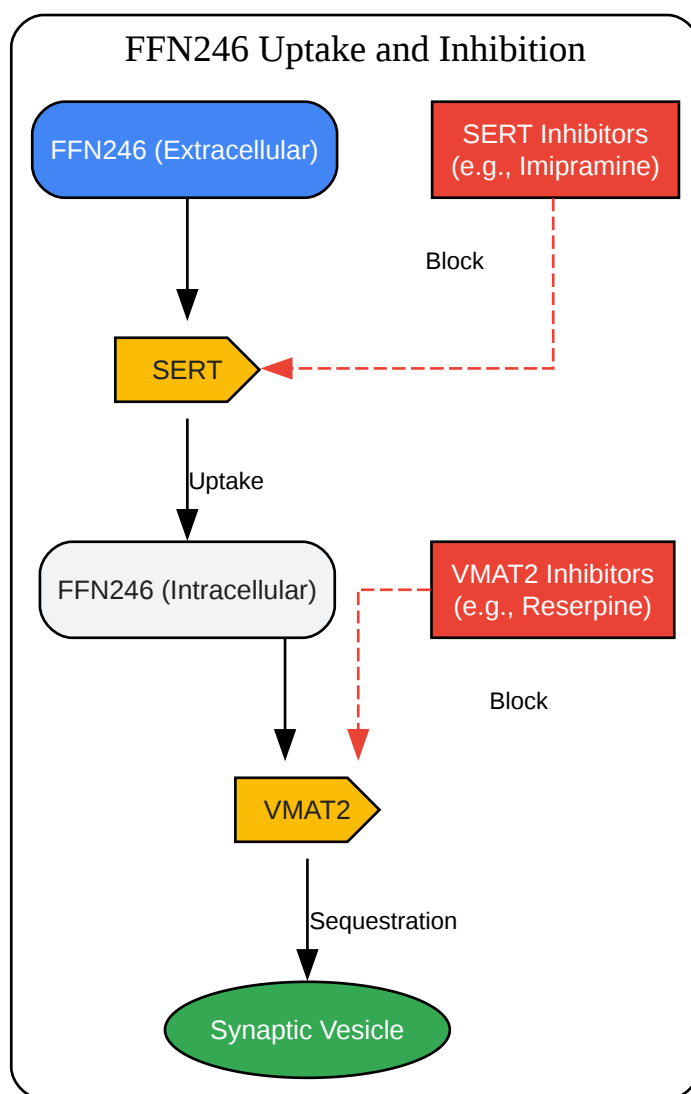 FFN246 Uptake and Inhibition
FFN246 (Extracellular)
SERT Inhibitors
(e.g., Imipramine)
Block
SERT
Uptake
FFN246 (Intracellular)
VMAT2 Inhibitors
(e.g., Reserpine)
Block
VMAT2
Sequestration
Synaptic Vesicle